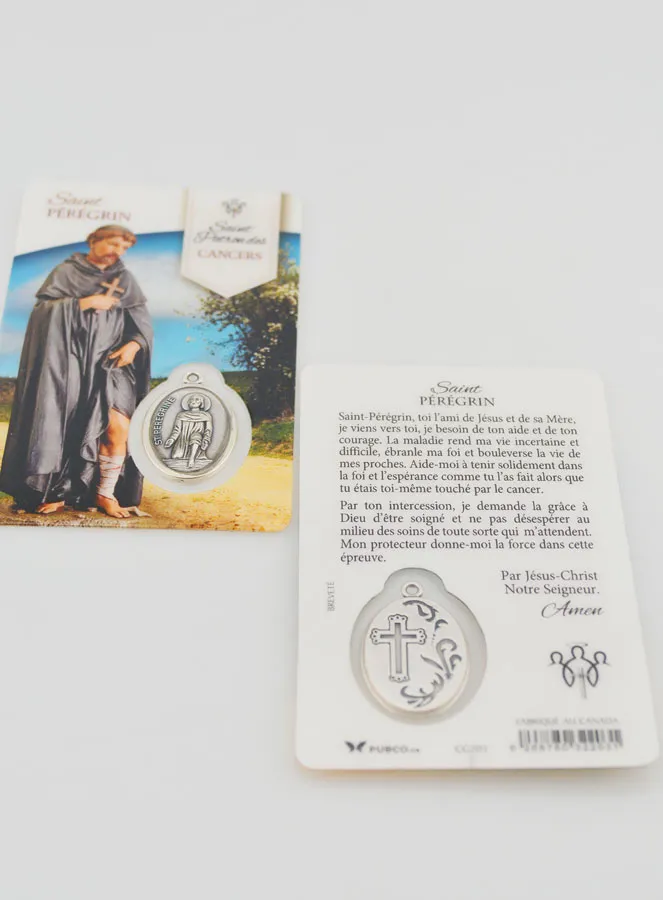 Saint
PÉRÉGRIN
Saint
Patron des
CANCERS
ST. PEREGRINE
Saint
PÉRÉGRIN
Saint-Pérégrin, toi l'ami de Jésus et de sa Mère,
je viens vers toi, je besoin de ton aide et de ton
courage. La maladie rend ma vie incertaine et
difficile, ébranle ma foi et bouleverse la vie de
mes proches. Aide-moi à tenir solidement dans
la foi et l'espérance comme tu l'as fait alors que
tu étais toi-même touché par le cancer.
Par ton intercession, je demande la grâce à
Dieu d'être soigné et ne pas désespérer au
milieu des soins de toute sorte qui m'attendent.
Mon protecteur donne-moi la force dans cette
épreuve.
Par Jésus-Christ
Notre Seigneur.
Amen
BREVETÉ
FABRIQUÉ AU CANADA
PUBCO.ca